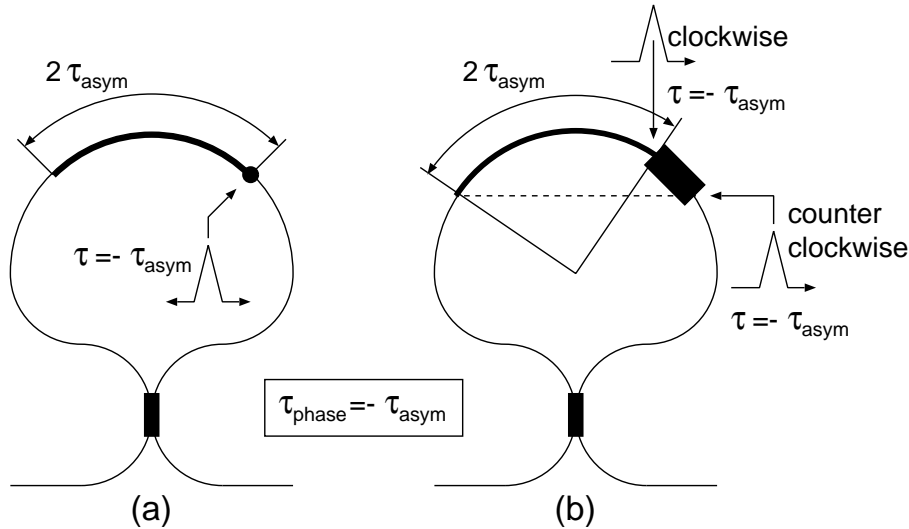 2 τasym
τ=- τasym
(a)
τphase=- τasym
clockwise
2 τasym
τ=- τasym
counter
clockwise
τ=- τasym
(b)